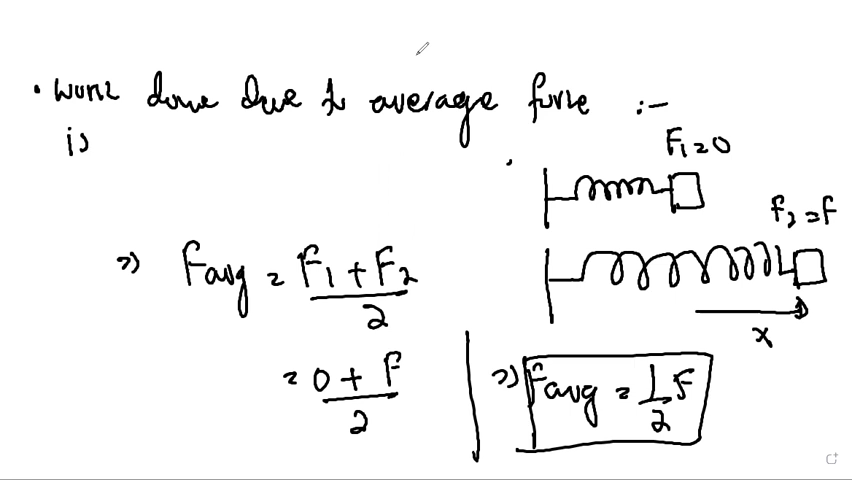 • Work done due to average force :-
is
F₁ = 0
F₂ = F
⇒) Favg = F₁ + F₂ / 2
x
= 0 + F / 2
⇒) Favg = 1/2 F